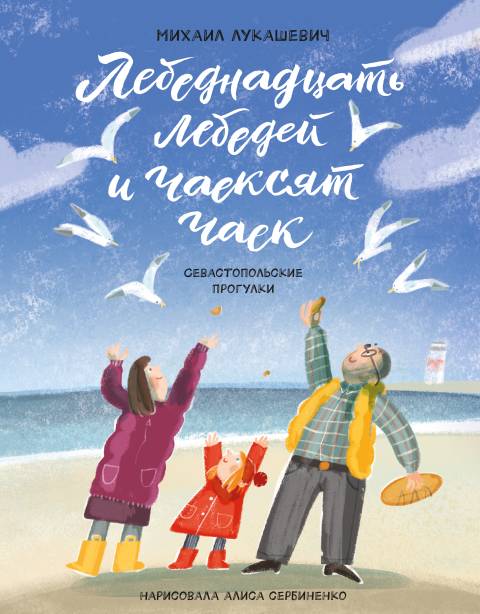 МИХАИЛ ЛУКАШЕВИЧ
Лебеднадцать
лебедей
и чаексят
чаек
СЕВАСТОПОЛЬСКИЕ
ПРОГУЛКИ
НАРИСОВАЛА АЛИСА СЕРБИНЕНКО